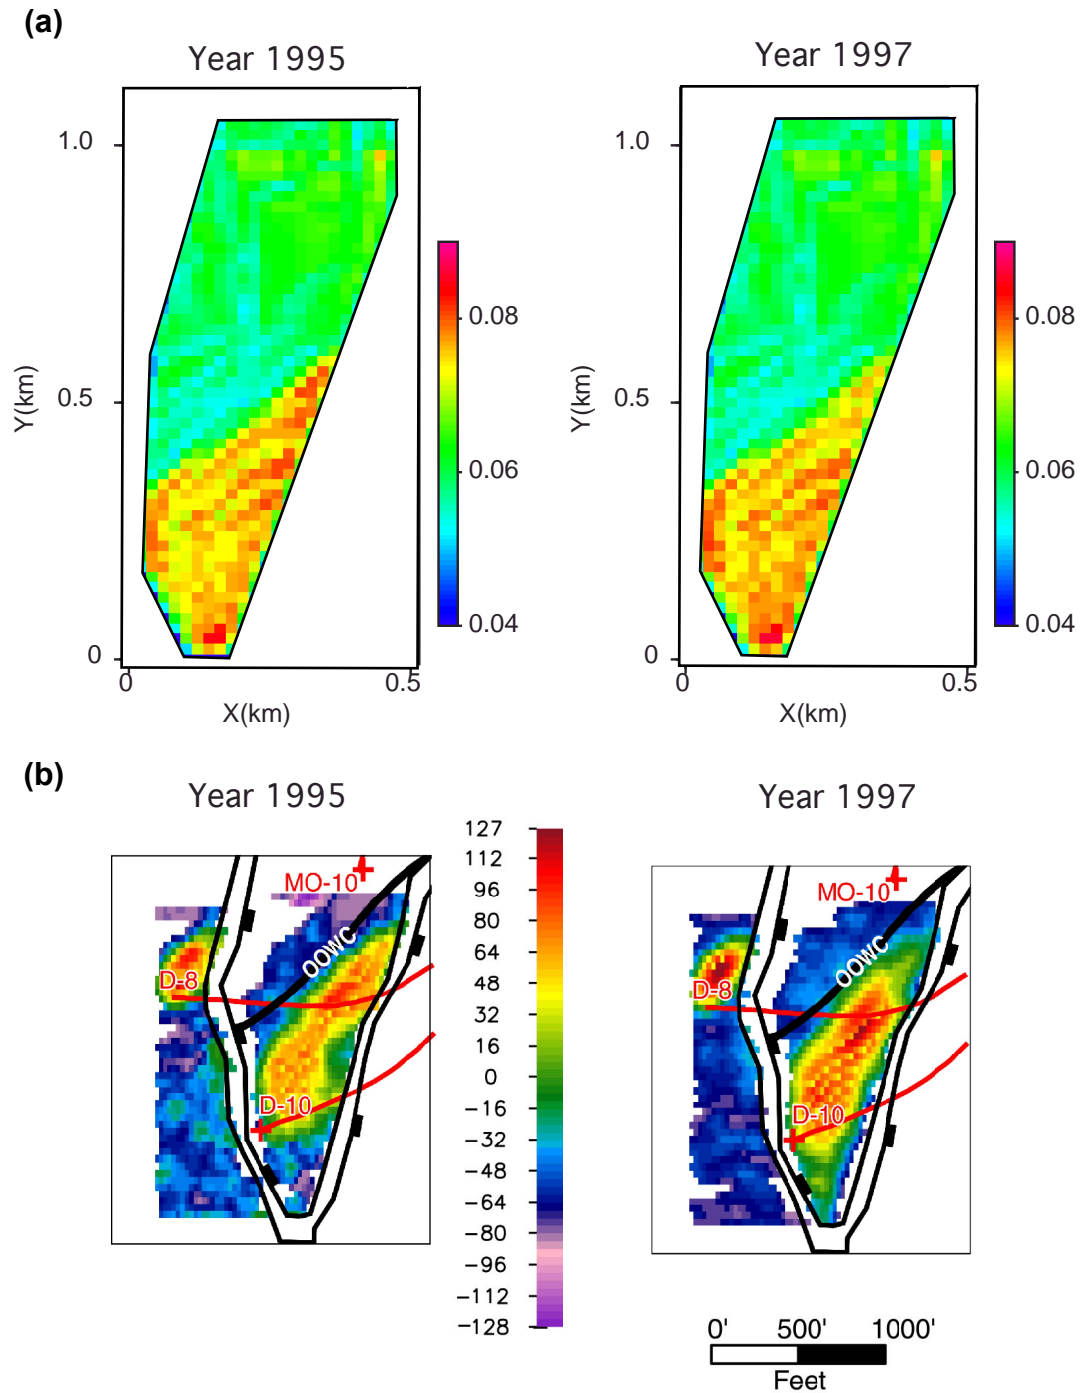 (a)
Year 1995
Year 1997
1.0
0.5
0
Y(km)
0
0.5
X(km)
0.08
0.06
0.04
1.0
0.5
0
Y(km)
0
0.5
X(km)
0.08
0.06
0.04
(b)
Year 1995
Year 1997
MO-10
OOWC
D-8
D-10
127
112
96
80
64
48
32
16
0
−16
−32
−48
−64
−80
−96
−112
−128
MO-10
OOWC
D-8
D-10
0' 500' 1000'
Feet